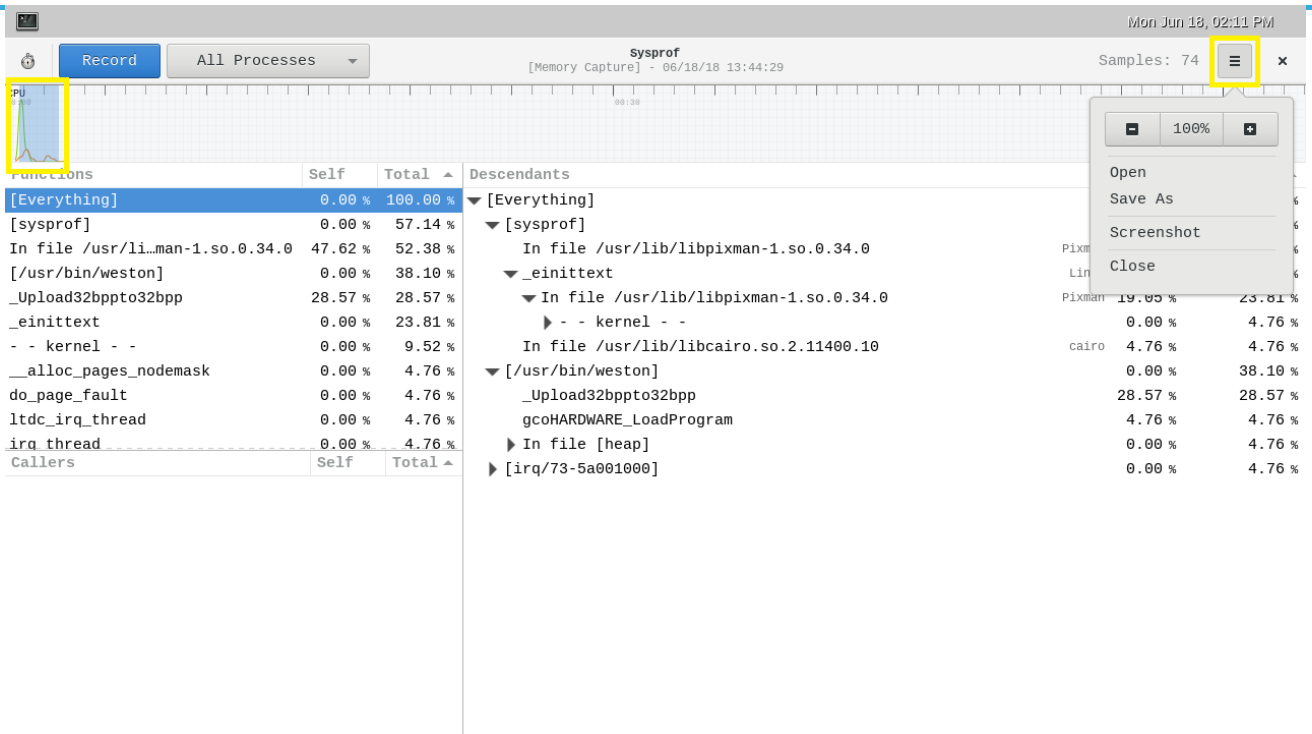 Mon Jun 18, 02:11 PM
Record
All Processes
Sysprof
[Memory Capture] - 06/18/18 13:44:29
Samples: 74
CPU
00:30
100%
Open
Save As
Screenshot
Close
Functions Self Total
[Everything] 0.00 % 100.00 %
[sysprof] 0.00 % 57.14 %
In file /usr/li…man-1.so.0.34.0 47.62 % 52.38 %
[/usr/bin/weston] 0.00 % 38.10 %
_Upload32bppto32bpp 28.57 % 28.57 %
_einittext 0.00 % 23.81 %
- - kernel - - 0.00 % 9.52 %
__alloc_pages_nodemask 0.00 % 4.76 %
do_page_fault 0.00 % 4.76 %
ltdc_irq_thread 0.00 % 4.76 %
irq thread 0.00 % 4.76 %
Callers Self Total
Descendants
[Everything] %
[sysprof] %
In file /usr/lib/libpixman-1.so.0.34.0 Pixm %
_einittext Lin %
In file /usr/lib/libpixman-1.so.0.34.0 Pixman 19.05 % 23.81 %
- - kernel - - 0.00 % 4.76 %
In file /usr/lib/libcairo.so.2.11400.10 cairo 4.76 % 4.76 %
[/usr/bin/weston] 0.00 % 38.10 %
_Upload32bppto32bpp 28.57 % 28.57 %
gcoHARDWARE_LoadProgram 4.76 % 4.76 %
In file [heap] 0.00 % 4.76 %
[irq/73-5a001000] 0.00 % 4.76 %